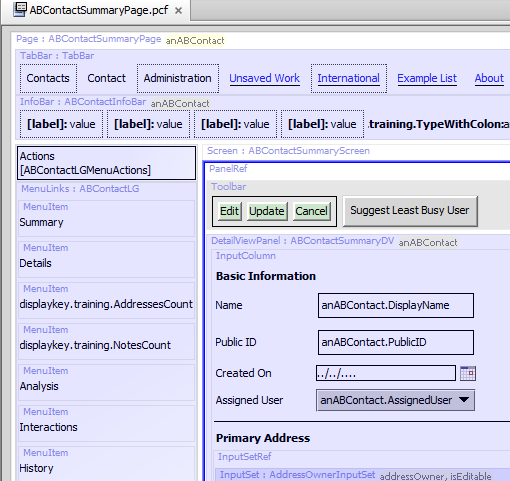 ABContactSummaryPage.pcf ×
Page : ABContactSummaryPage anABContact
TabBar : TabBar
Contacts Contact Administration Unsaved Work International Example List About
InfoBar : ABContactInfoBar anABContact
[label]: value [label]: value [label]: value [label]: value .training.TypeWithColon:a
Actions
[ABContactLGMenuActions]
MenuLinks : ABContactLG
MenuItem
Summary
MenuItem
Details
MenuItem
displaykey.training.AddressesCount
MenuItem
displaykey.training.NotesCount
MenuItem
Analysis
MenuItem
Interactions
MenuItem
History
Screen : ABContactSummaryScreen
PanelRef
Toolbar
Edit Update Cancel Suggest Least Busy User
DetailViewPanel : ABContactSummaryDV anABContact
InputColumn
Basic Information
Name anABContact.DisplayName
Public ID anABContact.PublicID
Created On ../../....
Assigned User anABContact.AssignedUser
Primary Address
InputSetRef
InputSet : AddressOwnerInputSet addressOwner, isEditable